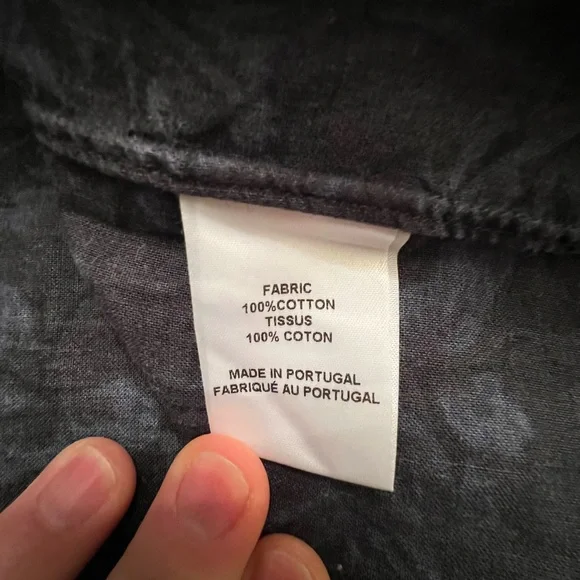 FABRIC
100%COTTON
TISSUS
100% COTON
MADE IN PORTUGAL
FABRIQUÉ AU PORTUGAL